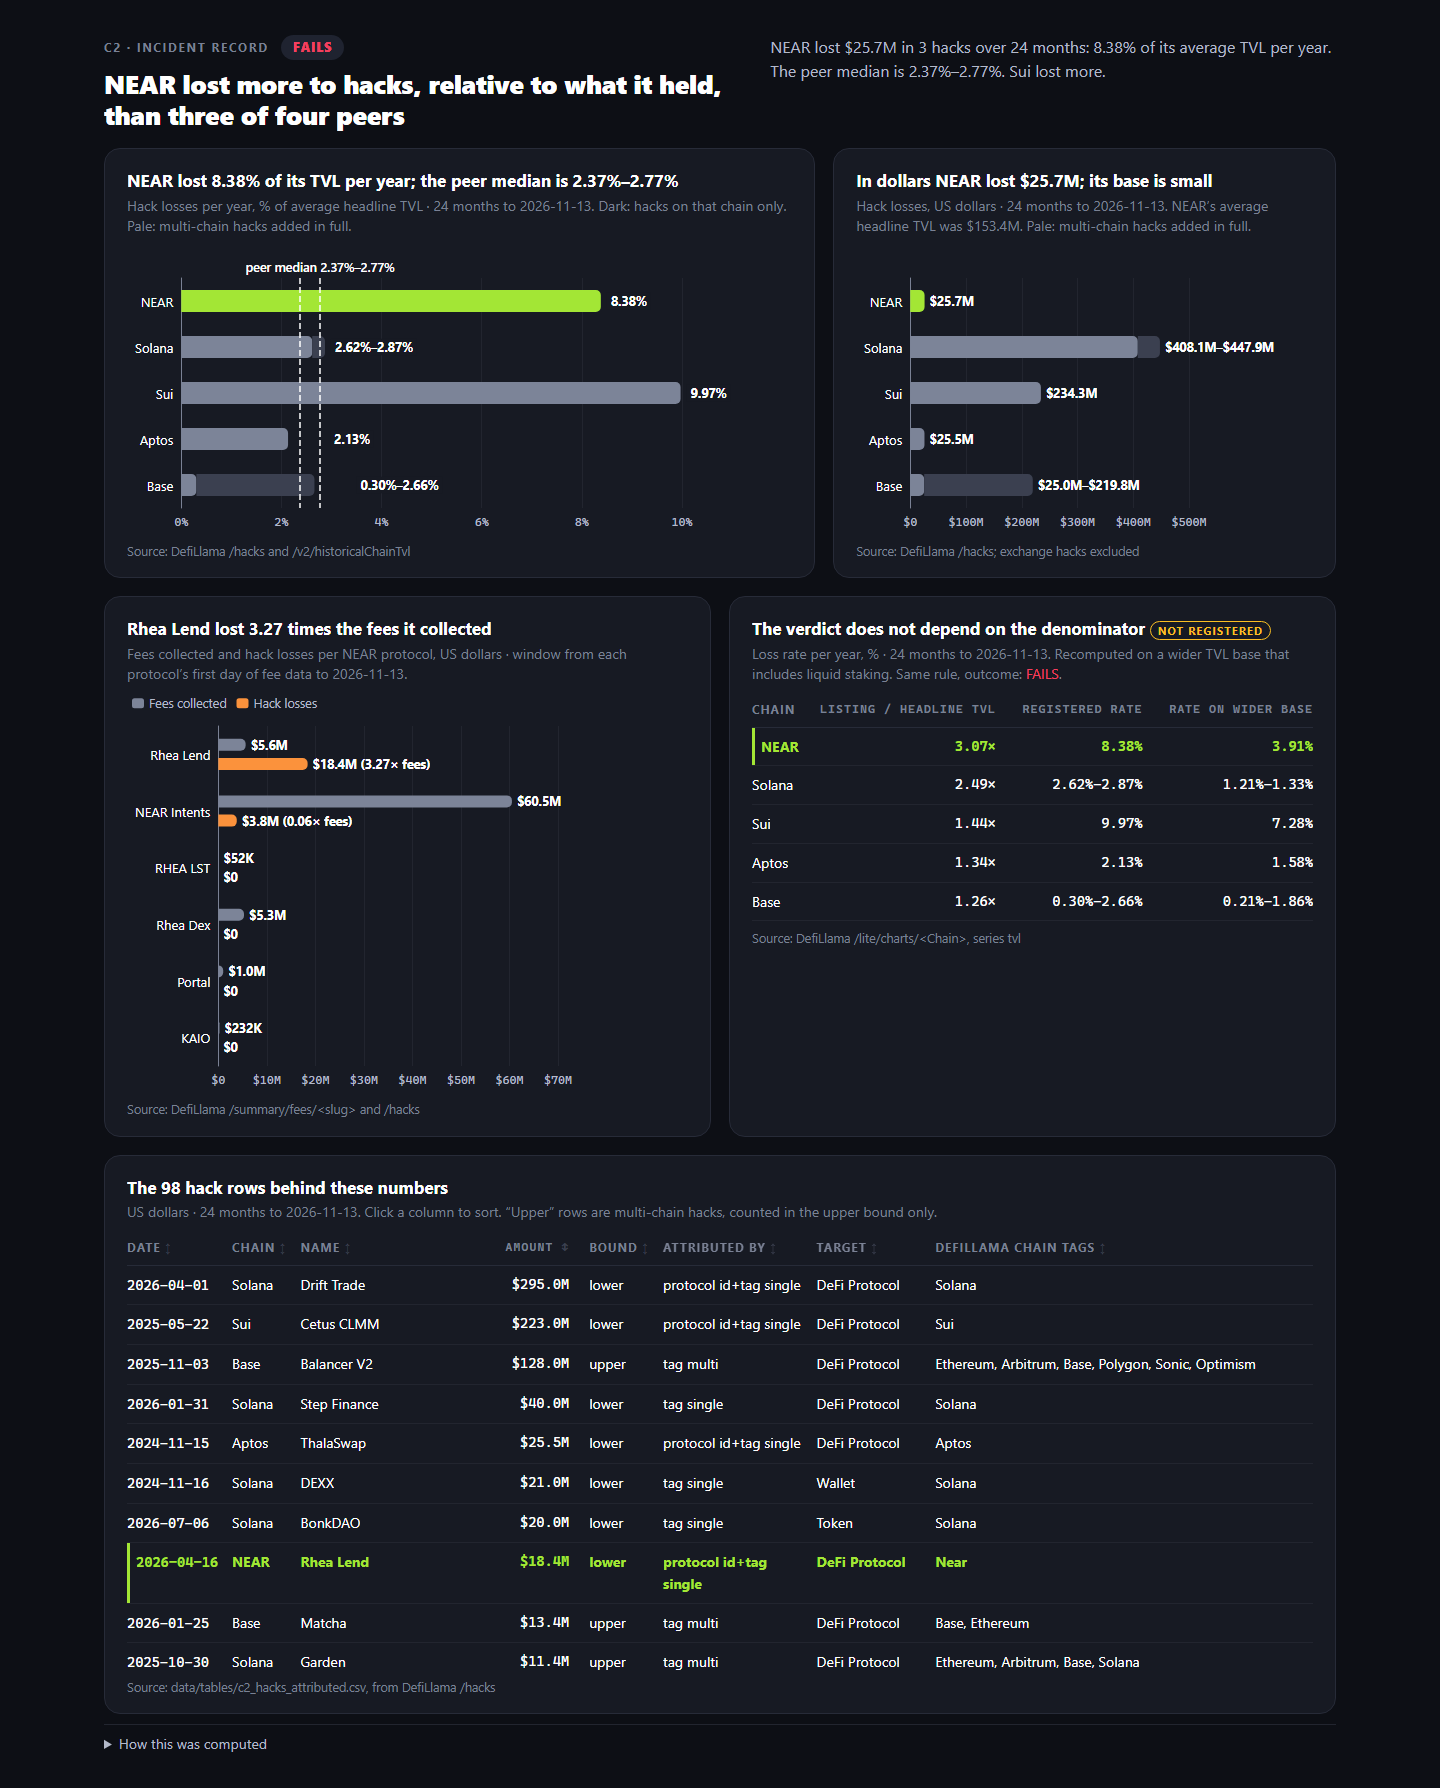 C2 · INCIDENT RECORD FAILS
NEAR lost more to hacks, relative to what it held,
than three of four peers
NEAR lost $25.7M in 3 hacks over 24 months: 8.38% of its average TVL per year.
The peer median is 2.37%–2.77%. Sui lost more.
NEAR lost 8.38% of its TVL per year; the peer median is 2.37%–2.77%
Hack losses per year, % of average headline TVL · 24 months to 2026-11-13. Dark: hacks on that chain only.
Pale: multi-chain hacks added in full.
peer median 2.37%–2.77%
NEAR 8.38%
Solana 2.62%–2.87%
Sui 9.97%
Aptos 2.13%
Base 0.30%–2.66%
0% 2% 4% 6% 8% 10%
Source: DefiLlama /hacks and /v2/historicalChainTvl
In dollars NEAR lost $25.7M; its base is small
Hack losses, US dollars · 24 months to 2026-11-13. NEAR's average
headline TVL was $153.4M. Pale: multi-chain hacks added in full.
NEAR $25.7M
Solana $408.1M–$447.9M
Sui $234.3M
Aptos $25.5M
Base $25.0M–$219.8M
$0 $100M $200M $300M $400M $500M
Source: DefiLlama /hacks; exchange hacks excluded
Rhea Lend lost 3.27 times the fees it collected
Fees collected and hack losses per NEAR protocol, US dollars · window from each
protocol's first day of fee data to 2026-11-13.
Fees collected Hack losses
Rhea Lend $5.6M
$18.4M (3.27× fees)
NEAR Intents $60.5M
$3.8M (0.06× fees)
RHEA LST $52K
$0
Rhea Dex $5.3M
$0
Portal $1.0M
$0
KAIO $232K
$0
$0 $10M $20M $30M $40M $50M $60M $70M
Source: DefiLlama /summary/fees/<slug> and /hacks
The verdict does not depend on the denominator NOT REGISTERED
Loss rate per year, % · 24 months to 2026-11-13. Recomputed on a wider TVL base that
includes liquid staking. Same rule, outcome: FAILS.
CHAIN LISTING / HEADLINE TVL REGISTERED RATE RATE ON WIDER BASE
NEAR 3.07× 8.38% 3.91%
Solana 2.49× 2.62%–2.87% 1.21%–1.33%
Sui 1.44× 9.97% 7.28%
Aptos 1.34× 2.13% 1.58%
Base 1.26× 0.30%–2.66% 0.21%–1.86%
Source: DefiLlama /lite/charts/<Chain>, series tvl
The 98 hack rows behind these numbers
US dollars · 24 months to 2026-11-13. Click a column to sort. “Upper” rows are multi-chain hacks, counted in the upper bound only.
DATE ↕ CHAIN ↕ NAME ↕ AMOUNT ↕ BOUND ↕ ATTRIBUTED BY ↕ TARGET ↕ DEFILLAMA CHAIN TAGS ↕
2026-04-01 Solana Drift Trade $295.0M lower protocol id+tag single DeFi Protocol Solana
2025-05-22 Sui Cetus CLMM $223.0M lower protocol id+tag single DeFi Protocol Sui
2025-11-03 Base Balancer V2 $128.0M upper tag multi DeFi Protocol Ethereum, Arbitrum, Base, Polygon, Sonic, Optimism
2026-01-31 Solana Step Finance $40.0M lower tag single DeFi Protocol Solana
2024-11-15 Aptos ThalaSwap $25.5M lower protocol id+tag single DeFi Protocol Aptos
2024-11-16 Solana DEXX $21.0M lower tag single Wallet Solana
2026-07-06 Solana BonkDAO $20.0M lower tag single Token Solana
2026-04-16 NEAR Rhea Lend $18.4M lower protocol id+tag single DeFi Protocol Near
2026-01-25 Base Matcha $13.4M upper tag multi DeFi Protocol Base, Ethereum
2025-10-30 Solana Garden $11.4M upper tag multi DeFi Protocol Ethereum, Arbitrum, Base, Solana
Source: data/tables/c2_hacks_attributed.csv, from DefiLlama /hacks
▶ How this was computed